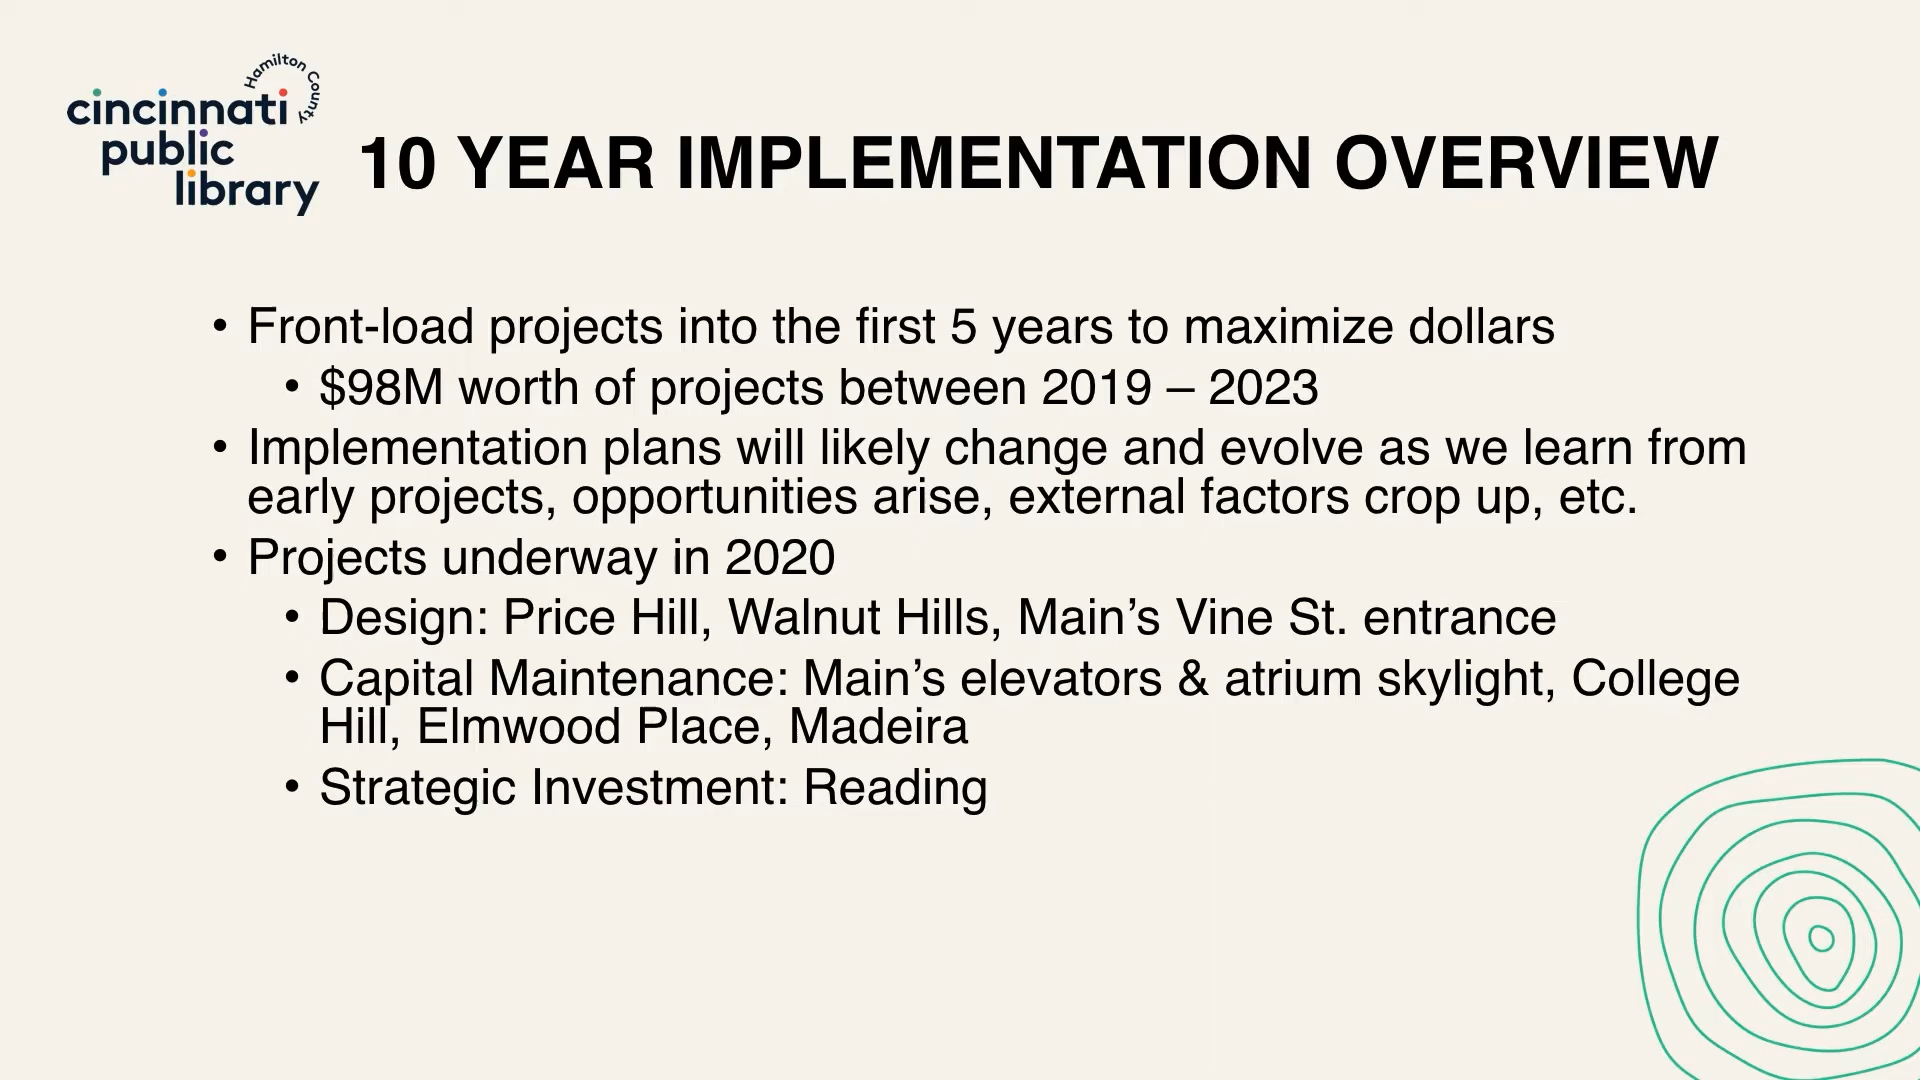 Hamilton County
cincinnati
public
library
10 YEAR IMPLEMENTATION OVERVIEW
• Front-load projects into the first 5 years to maximize dollars
• $98M worth of projects between 2019 – 2023
• Implementation plans will likely change and evolve as we learn from
early projects, opportunities arise, external factors crop up, etc.
• Projects underway in 2020
• Design: Price Hill, Walnut Hills, Main’s Vine St. entrance
• Capital Maintenance: Main’s elevators & atrium skylight, College
Hill, Elmwood Place, Madeira
• Strategic Investment: Reading